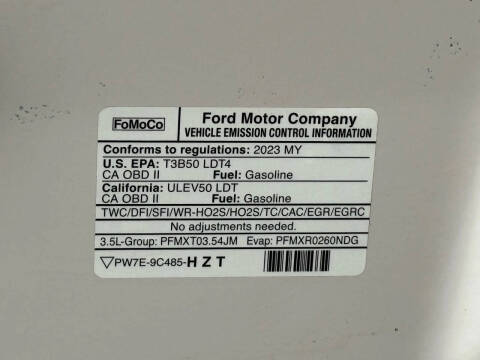 FoMoCo
Ford Motor Company
VEHICLE EMISSION CONTROL INFORMATION
Conforms to regulations: 2023 MY
U.S. EPA: T3B50 LDT4
CA OBD II Fuel: Gasoline
California: ULEV50 LDT
CA OBD II Fuel: Gasoline
TWC/DFI/SFI/WR-HO2S/HO2S/TC/CAC/EGR/EGRC
No adjustments needed.
3.5L-Group: PFMXT03.54JM Evap: PFMXR0260NDG
▽PW7E-9C485-H Z T